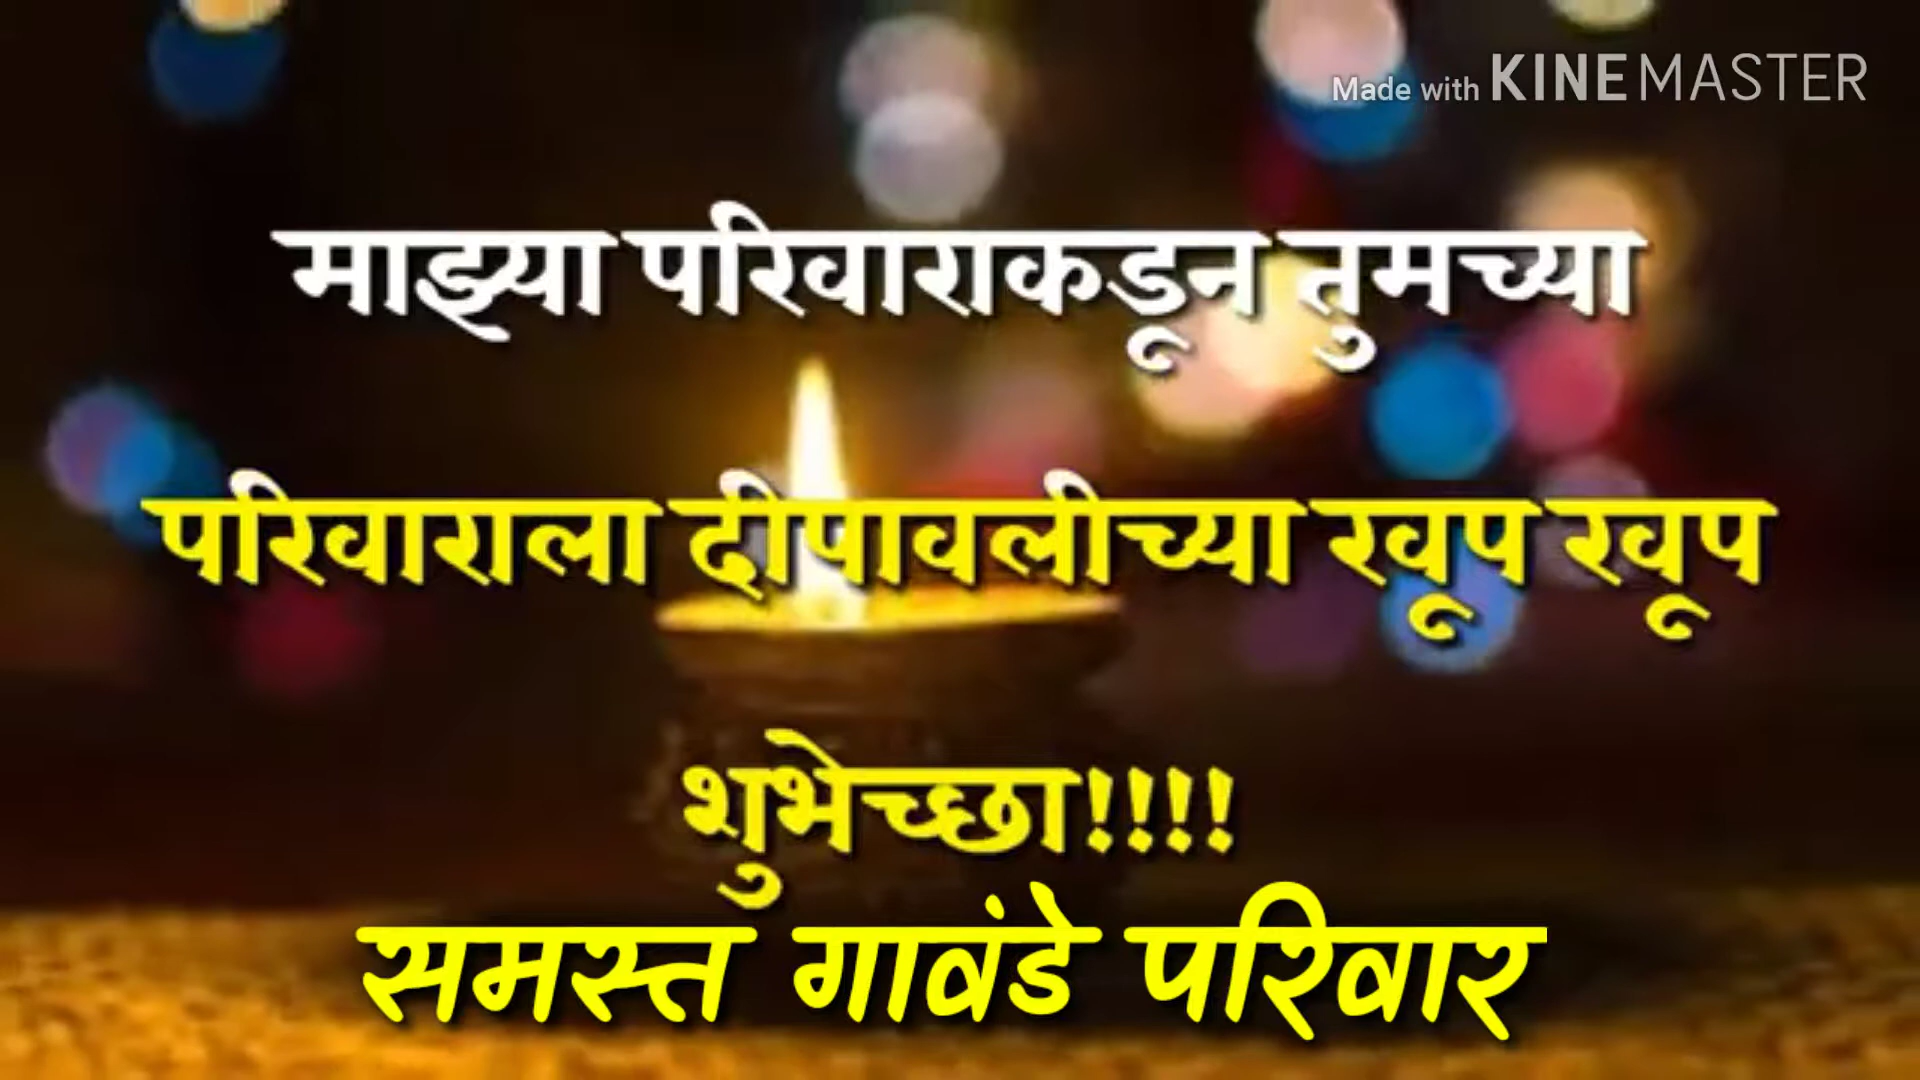 Made with KINEMASTER
माझ्या परिवाराकडून तुमच्या
परिवाराला दीपावलीच्या खूप खूप
शुभेच्छा!!!!
समस्त गावंडे परिवार